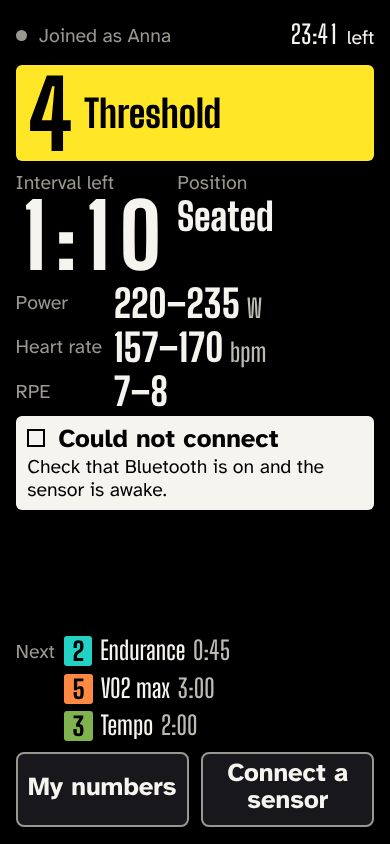 Joined as Anna
23:41 left
4 Threshold
Interval left
Position
1:10
Seated
Power 220–235 W
Heart rate 157–170 bpm
RPE 7–8
Could not connect
Check that Bluetooth is on and the
sensor is awake.
Next 2 Endurance 0:45
5 VO2 max 3:00
3 Tempo 2:00
My numbers
Connect a
sensor